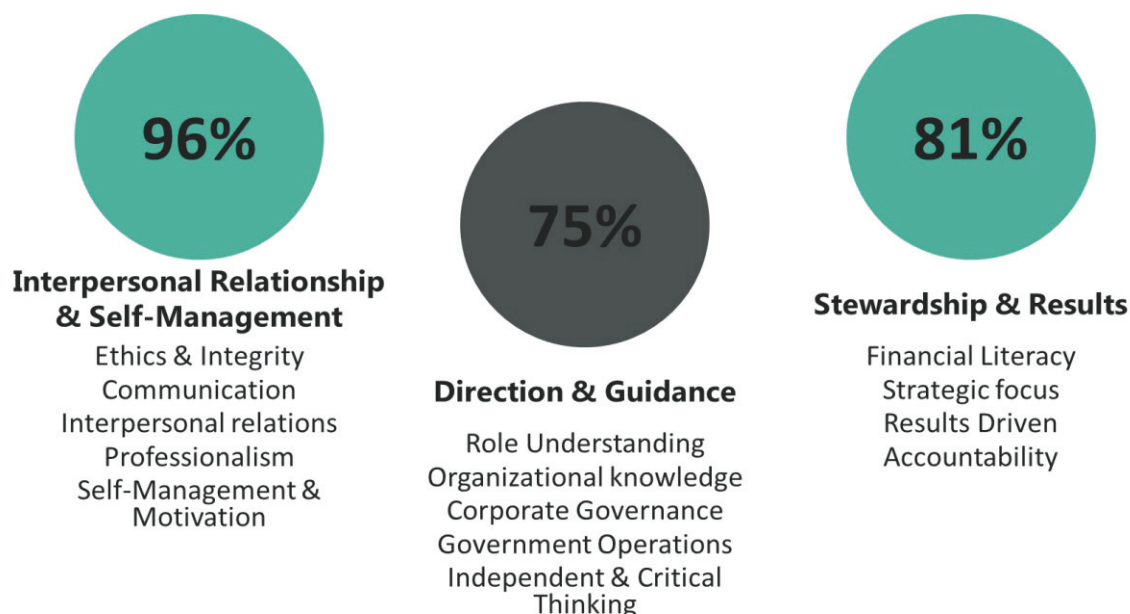 96%
Interpersonal Relationship
& Self-Management
Ethics & Integrity
Communication
Interpersonal relations
Professionalism
Self-Management &
Motivation
75%
Direction & Guidance
Role Understanding
Organizational knowledge
Corporate Governance
Government Operations
Independent & Critical
Thinking
81%
Stewardship & Results
Financial Literacy
Strategic focus
Results Driven
Accountability